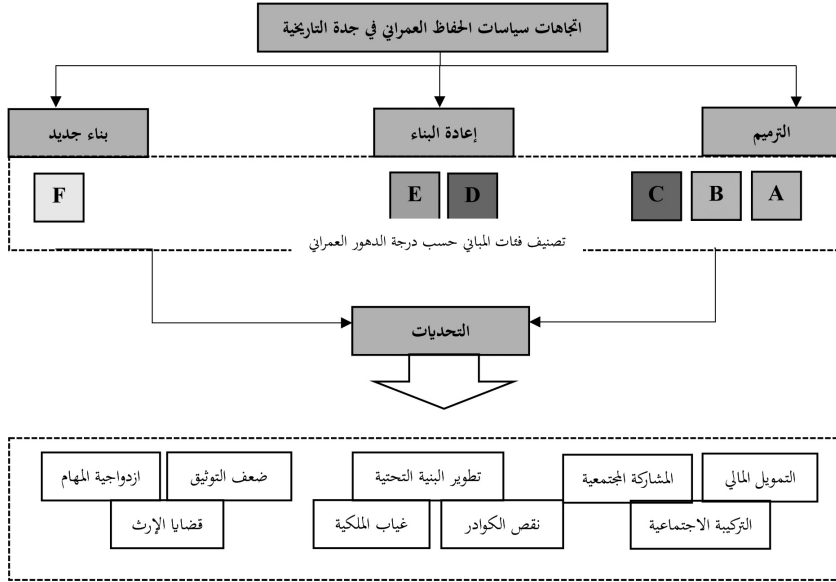 اتجاهات سياسات الحفاظ العمراني في جدة التاريخية
الترميم
إعادة البناء
بناء جديد
A
B
C
D
E
F
تصنيف فئات المباني حسب درجة الدهور العمراني
التحديات
التمويل المالي
المشاركة المجتمعية
تطوير البنية التحتية
ضعف التوثيق
ازدواجية المهام
التركيبة الاجتماعية
نقص الكوادر
غياب الملكية
قضايا الإرث